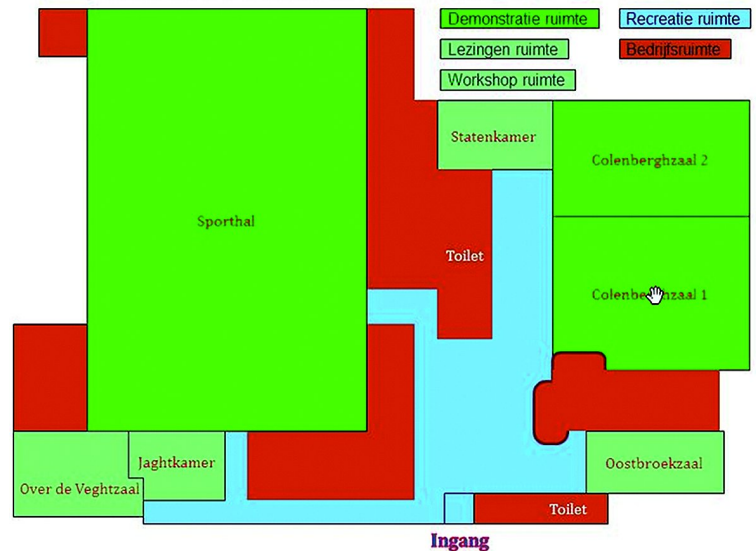 Demonstratie ruimte
Recreatie ruimte
Lezingen ruimte
Bedrijfsruimte
Workshop ruimte
Statenkamer
Colenberghzaal 2
Sporthal
Toilet
Colenberghzaal 1
Jaghtkamer
Oostbroekzaal
Over de Veghtzaal
Toilet
Ingang